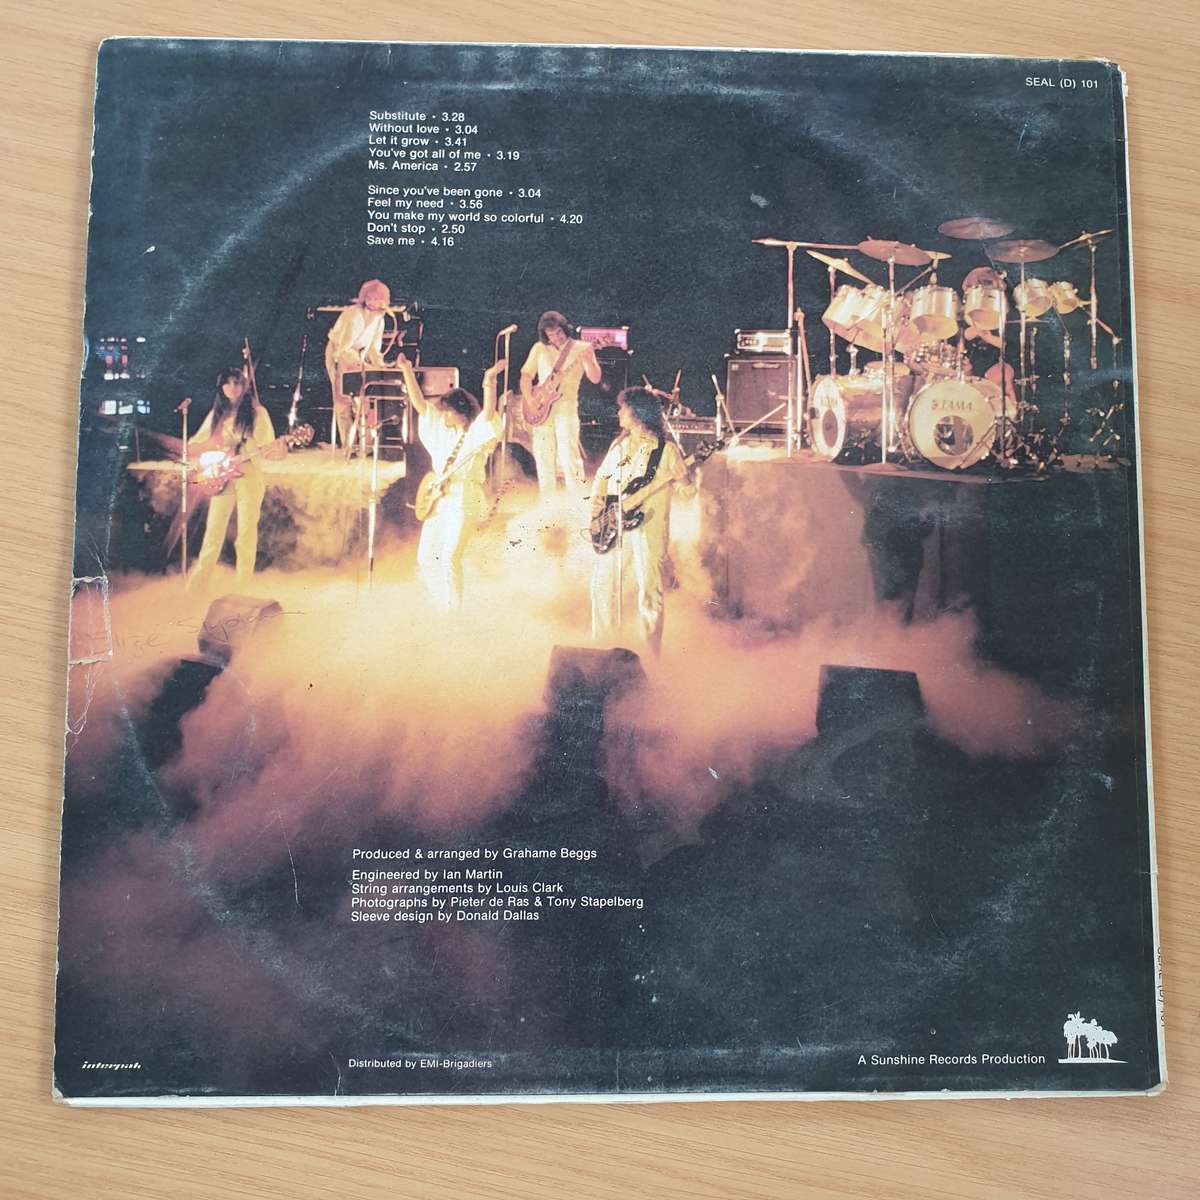 SEAL (D) 101
Substitute • 3.28
Without love • 3.04
Let it grow • 3.41
You've got all of me • 3.19
Ms. America • 2.57
Since you've been gone • 3.04
Feel my need • 3.56
You make my world so colorful • 4.20
Don't stop • 2.50
Save me • 4.16
TAMA
Produced & arranged by Grahame Beggs
Engineered by Ian Martin
String arrangements by Louis Clark
Photographs by Pieter de Ras & Tony Stapelberg
Sleeve design by Donald Dallas
interpak
Distributed by EMI-Brigadiers
A Sunshine Records Production